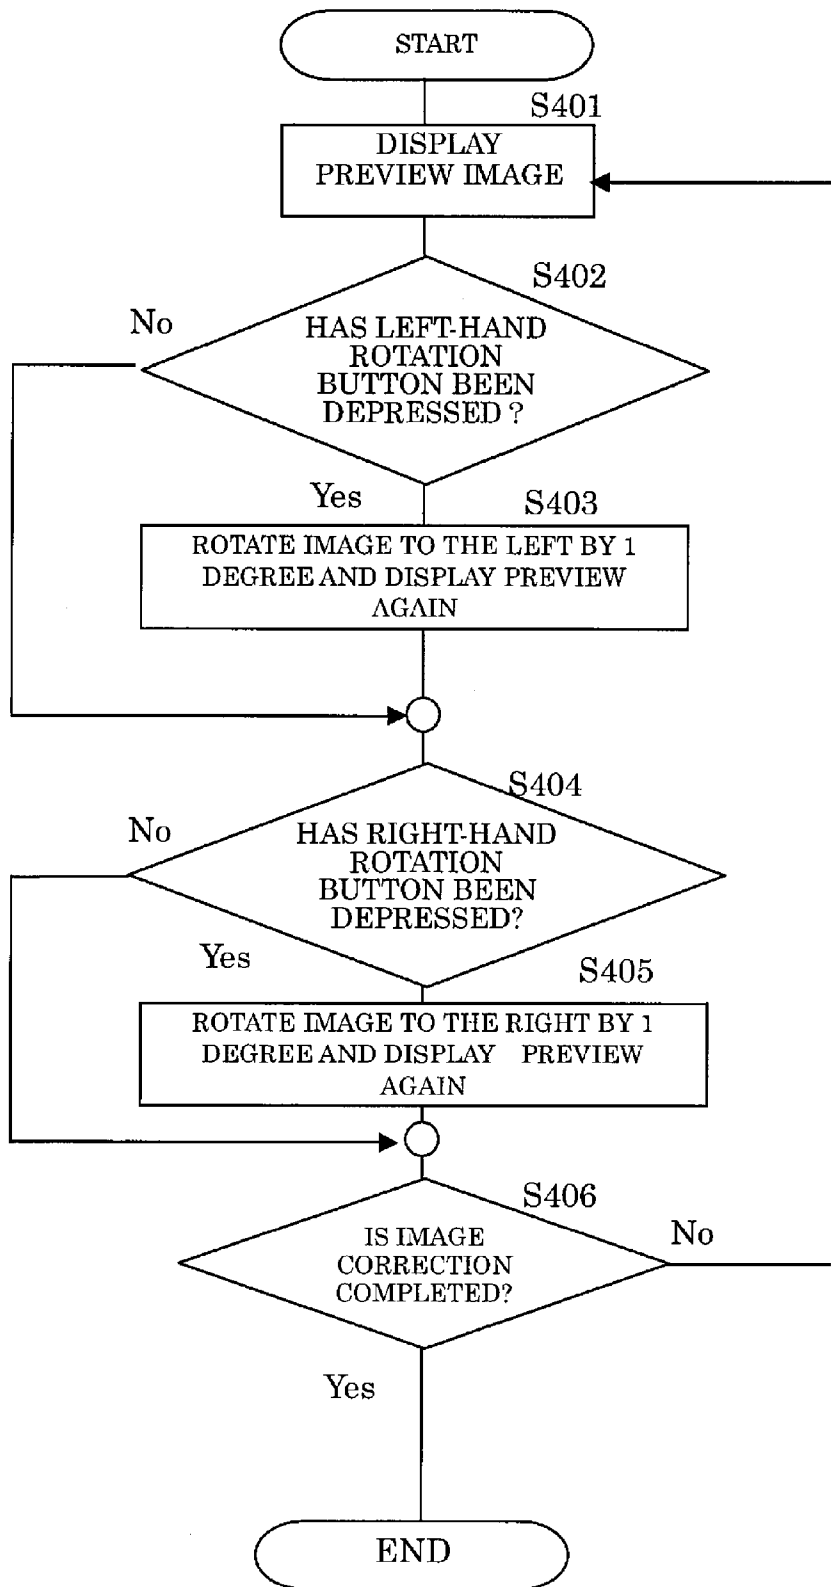 START
S401
DISPLAY
PREVIEW IMAGE
S402
No
HAS LEFT-HAND
ROTATION
BUTTON BEEN
DEPRESSED ?
Yes
S403
ROTATE IMAGE TO THE LEFT BY 1
DEGREE AND DISPLAY PREVIEW
AGAIN
S404
No
HAS RIGHT-HAND
ROTATION
BUTTON BEEN
DEPRESSED?
Yes
S405
ROTATE IMAGE TO THE RIGHT BY 1
DEGREE AND DISPLAY PREVIEW
AGAIN
S406
No
IS IMAGE
CORRECTION
COMPLETED?
Yes
END